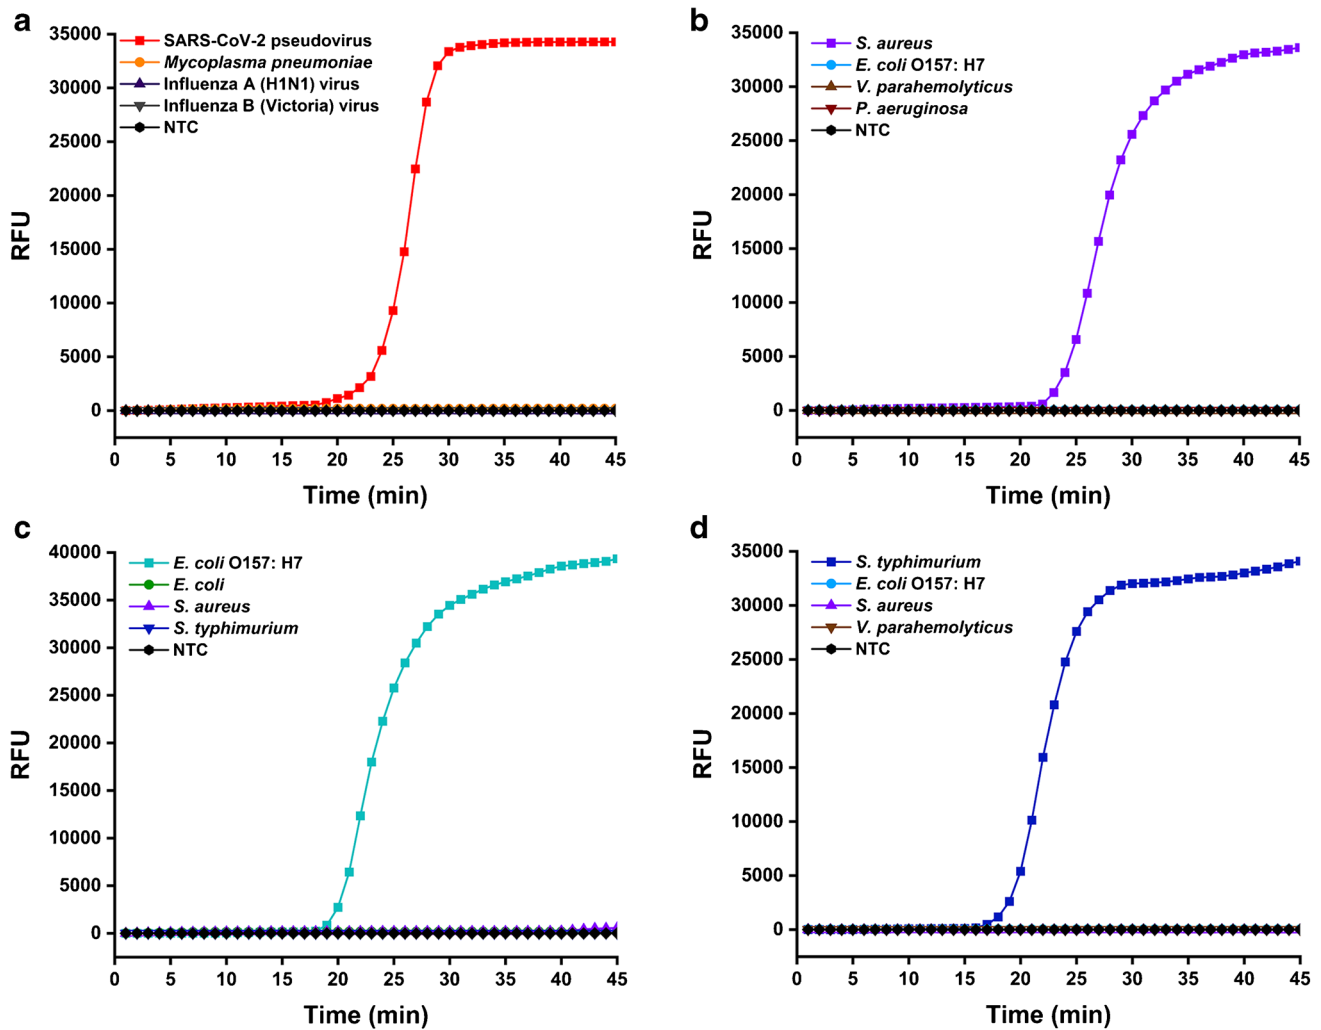 a
35000
30000
25000
20000
15000
10000
5000
0
RFU
SARS-CoV-2 pseudovirus
Mycoplasma pneumoniae
Influenza A (H1N1) virus
Influenza B (Victoria) virus
NTC
0 5 10 15 20 25 30 35 40 45
Time (min)
b
35000
30000
25000
20000
15000
10000
5000
0
RFU
S. aureus
E. coli O157: H7
V. parahemolyticus
P. aeruginosa
NTC
0 5 10 15 20 25 30 35 40 45
Time (min)
c
40000
35000
30000
25000
20000
15000
10000
5000
0
RFU
E. coli O157: H7
E. coli
S. aureus
S. typhimurium
NTC
0 5 10 15 20 25 30 35 40 45
Time (min)
d
35000
30000
25000
20000
15000
10000
5000
0
RFU
S. typhimurium
E. coli O157: H7
S. aureus
V. parahemolyticus
NTC
0 5 10 15 20 25 30 35 40 45
Time (min)